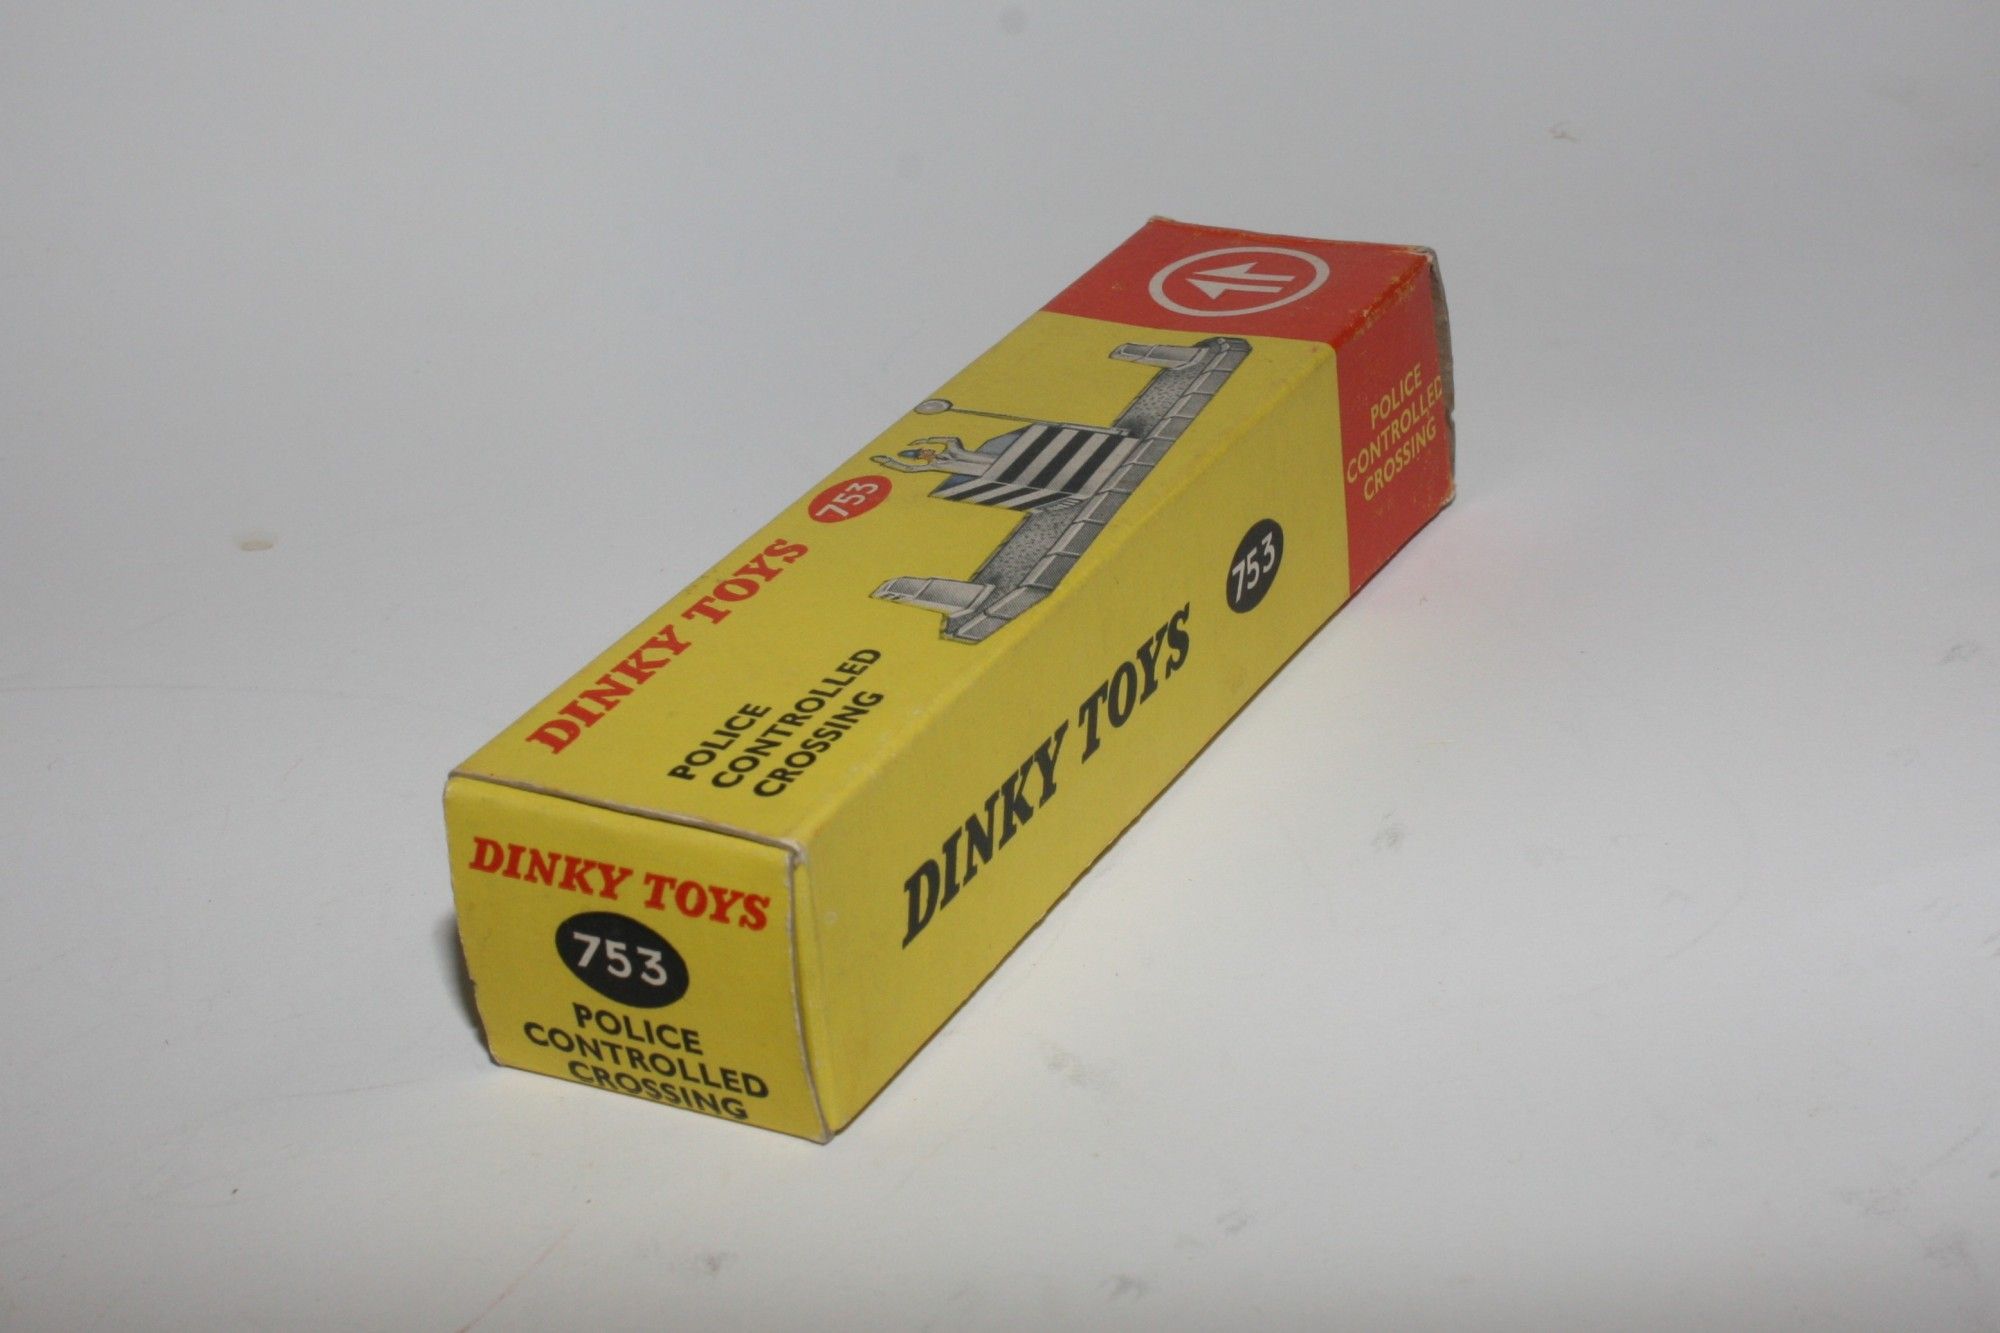 DINKY TOYS
753
POLICE
CONTROLLED
CROSSING
DINKY TOYS
753
POLICE
CONTROLLED
CROSSING
DINKY TOYS
753
POLICE
CONTROLLED
CROSSING